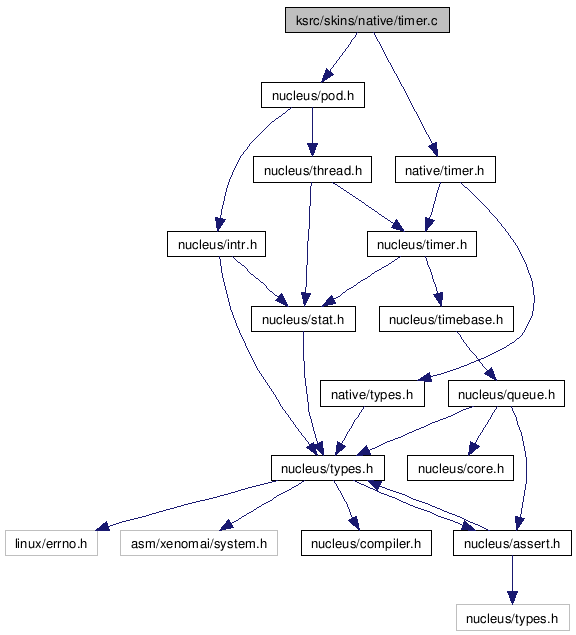 ksrc/skins/native/timer.c
nucleus/pod.h
nucleus/thread.h
native/timer.h
nucleus/intr.h
nucleus/timer.h
nucleus/stat.h
nucleus/timebase.h
native/types.h
nucleus/queue.h
nucleus/types.h
nucleus/core.h
linux/errno.h
asm/xenomai/system.h
nucleus/compiler.h
nucleus/assert.h
nucleus/types.h